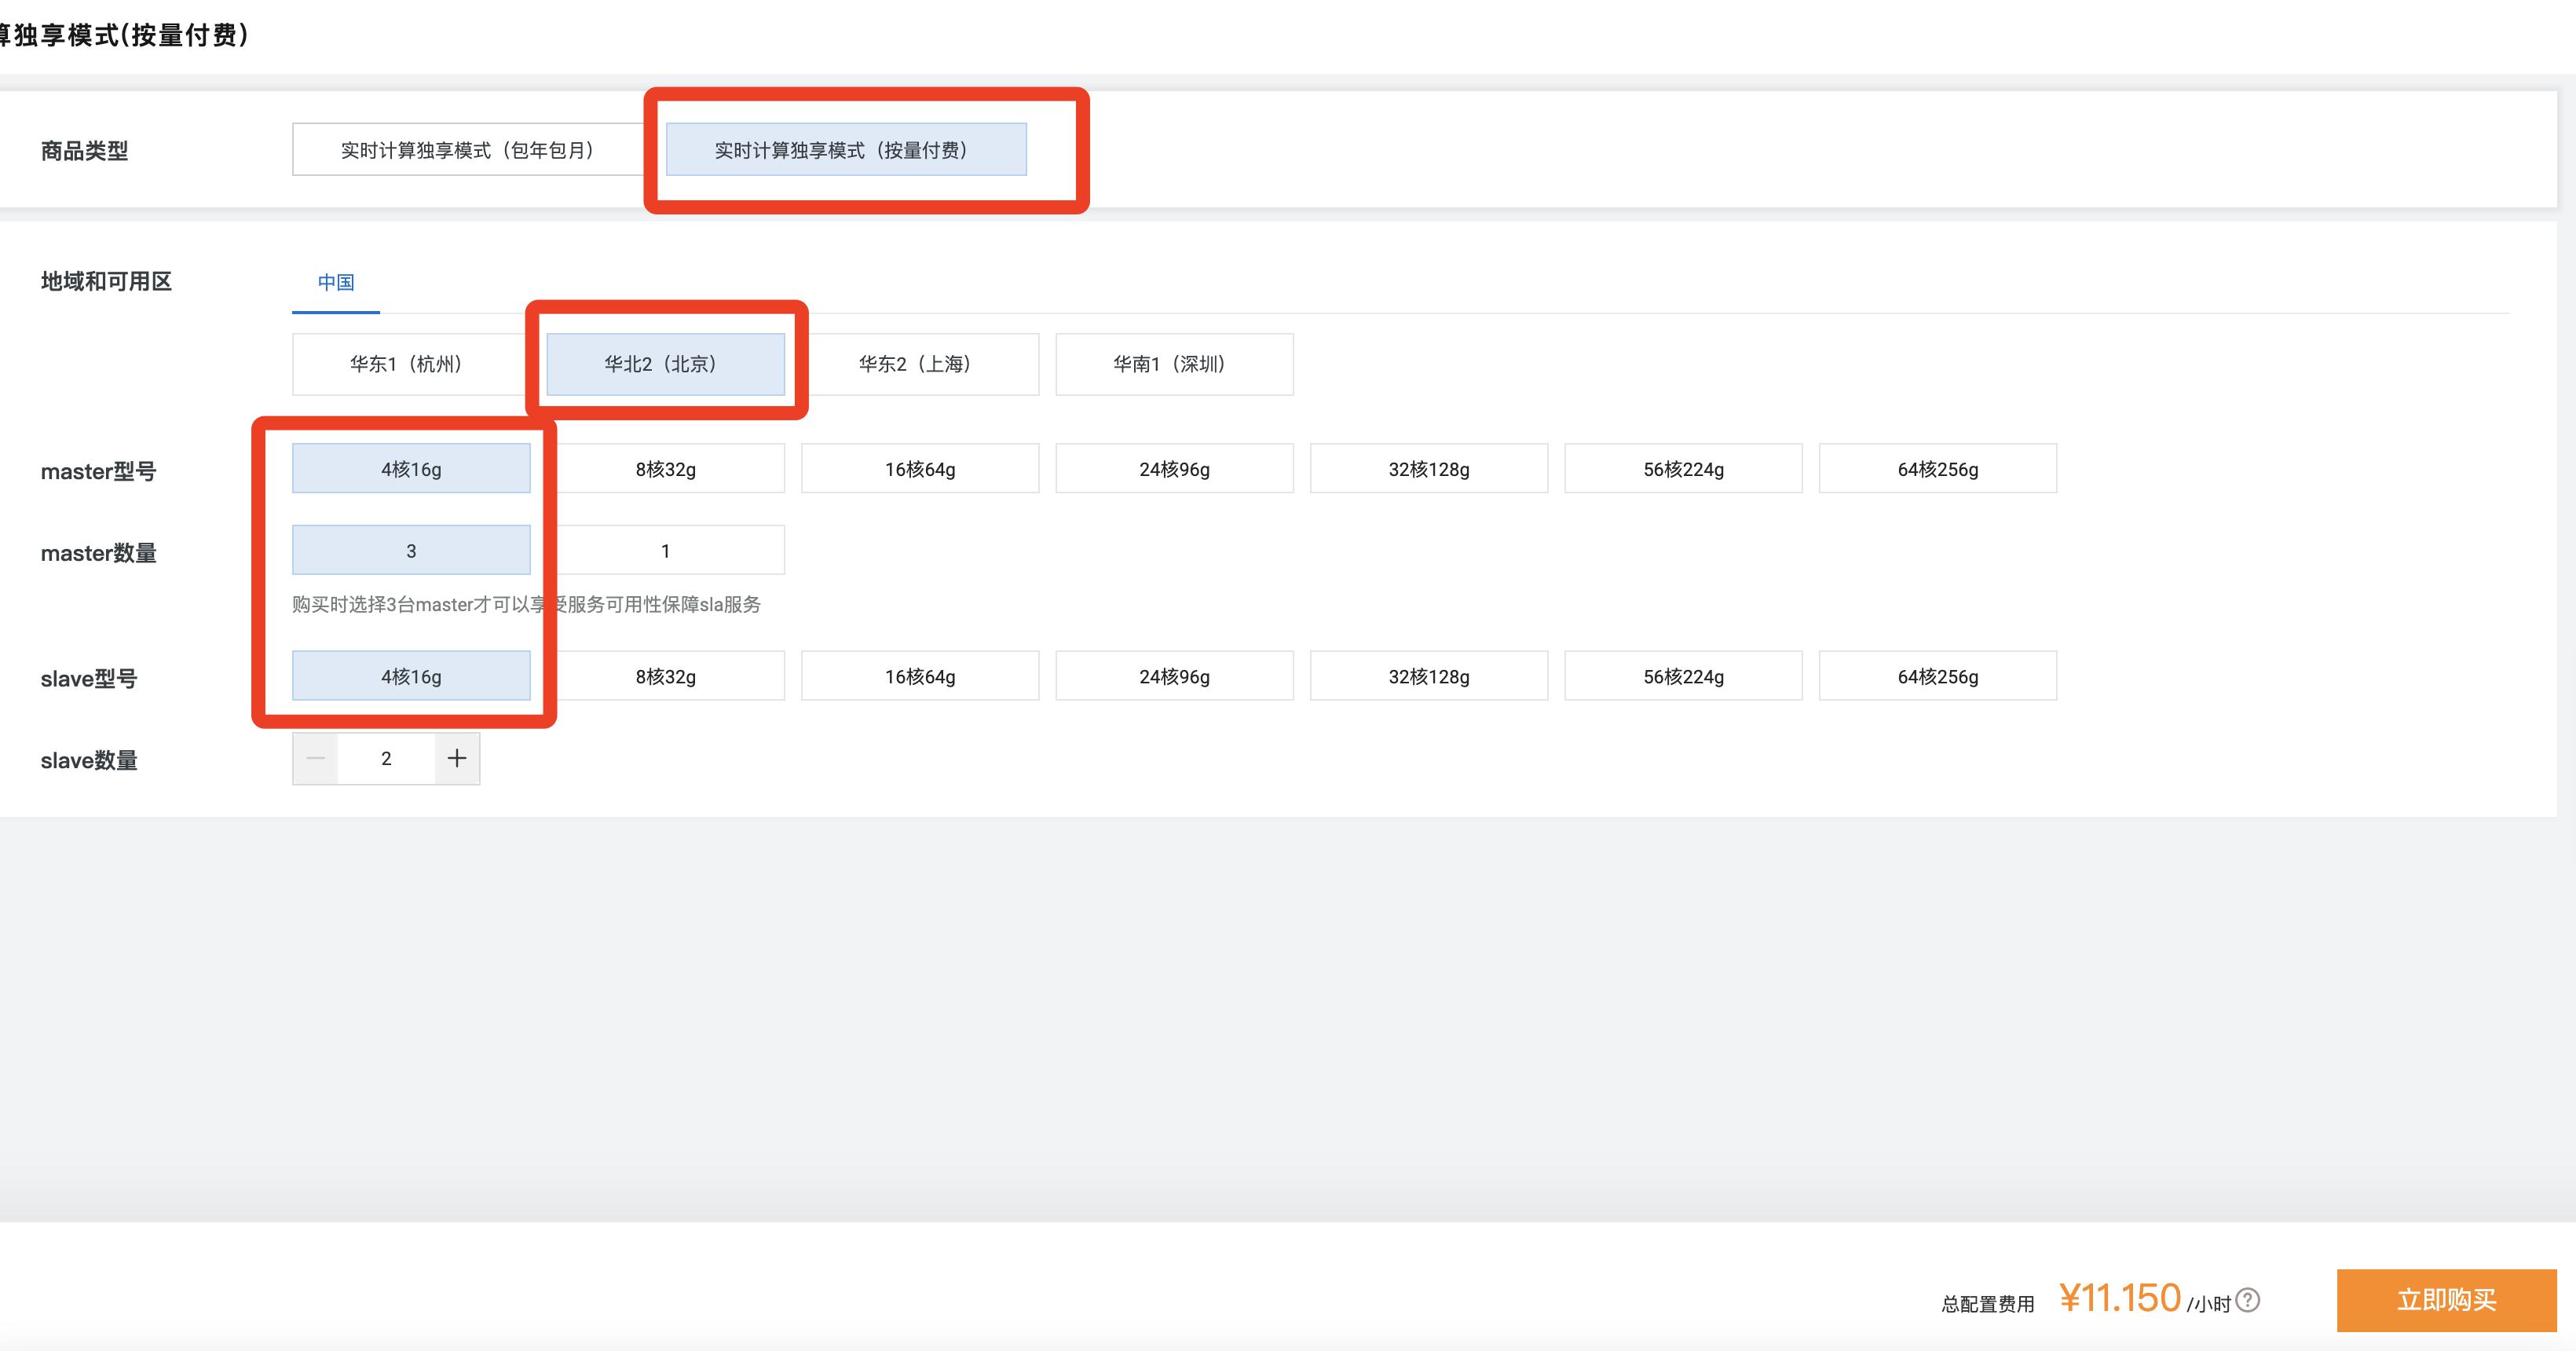 算独享模式(按量付费)
商品类型
实时计算独享模式（包年包月）
实时计算独享模式（按量付费）
地域和可用区
中国
华东1（杭州）
华北2（北京）
华东2（上海）
华南1（深圳）
master型号
4核16g
8核32g
16核64g
24核96g
32核128g
56核224g
64核256g
master数量
3
1
购买时选择3台master才可以享受服务可用性保障sla服务
slave型号
4核16g
8核32g
16核64g
24核96g
32核128g
56核224g
64核256g
slave数量
2
总配置费用 ¥11.150 /小时
立即购买